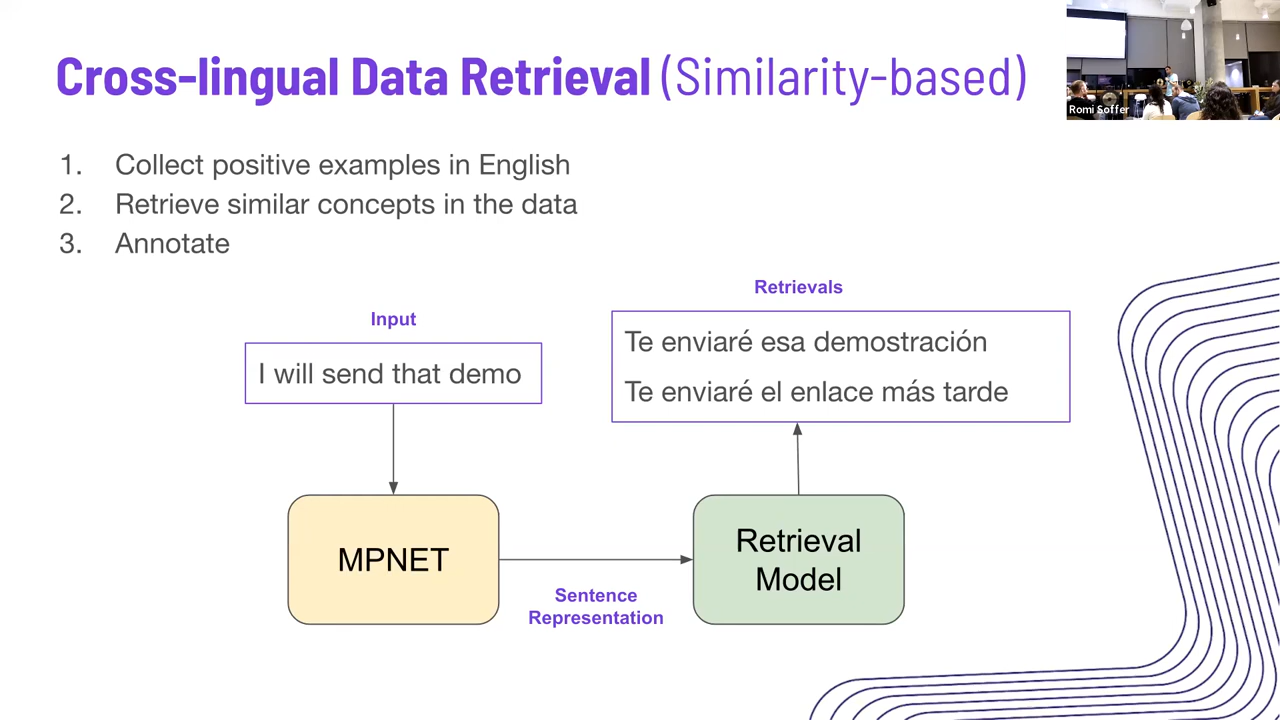 Cross-lingual Data Retrieval (Similarity-based)
Romi Soffer
1. Collect positive examples in English
2. Retrieve similar concepts in the data
3. Annotate
Input
I will send that demo
Retrievals
Te enviaré esa demostración
Te enviaré el enlace más tarde
MPNET
Sentence
Representation
Retrieval
Model